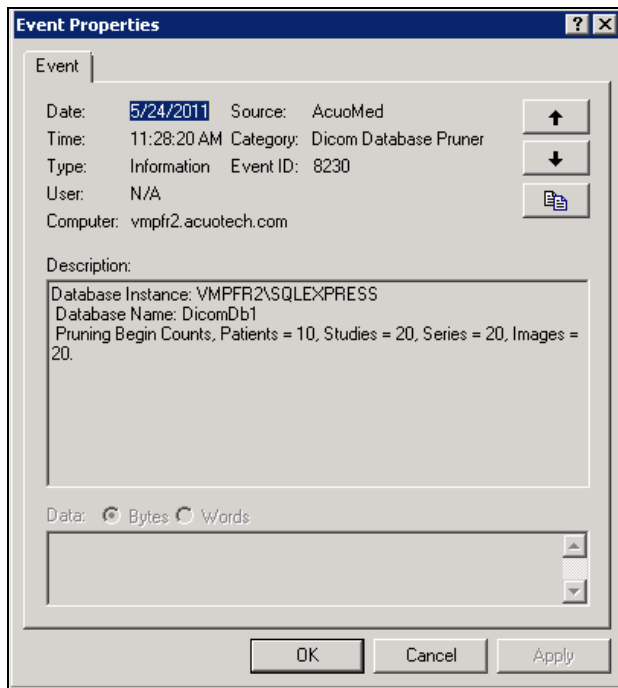 Event Properties
Event
Date: 5/24/2011 Source: AcuoMed
Time: 11:28:20 AM Category: Dicom Database Pruner
Type: Information Event ID: 8230
User: N/A
Computer: vmpfr2.acuotech.com
Description:
Database Instance: VMPFR2\SQLEXPRESS
Database Name: DicomDb1
Pruning Begin Counts, Patients = 10, Studies = 20, Series = 20, Images =
20.
Data: Bytes Words
OK Cancel Apply